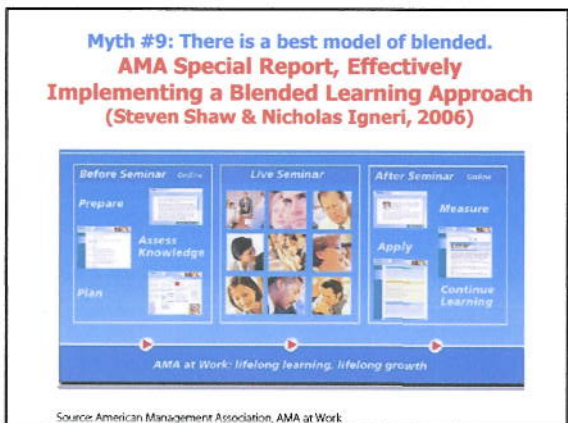 Myth #9: There is a best model of blended.
AMA Special Report, Effectively
Implementing a Blended Learning Approach
(Steven Shaw & Nicholas Igneri, 2006)
Before Seminar Online
Prepare
Assess
Knowledge
Plan
Live Seminar
After Seminar Online
Measure
Apply
Continue
Learning
AMA at Work: lifelong learning, lifelong growth
Source: American Management Association, AMA at Work